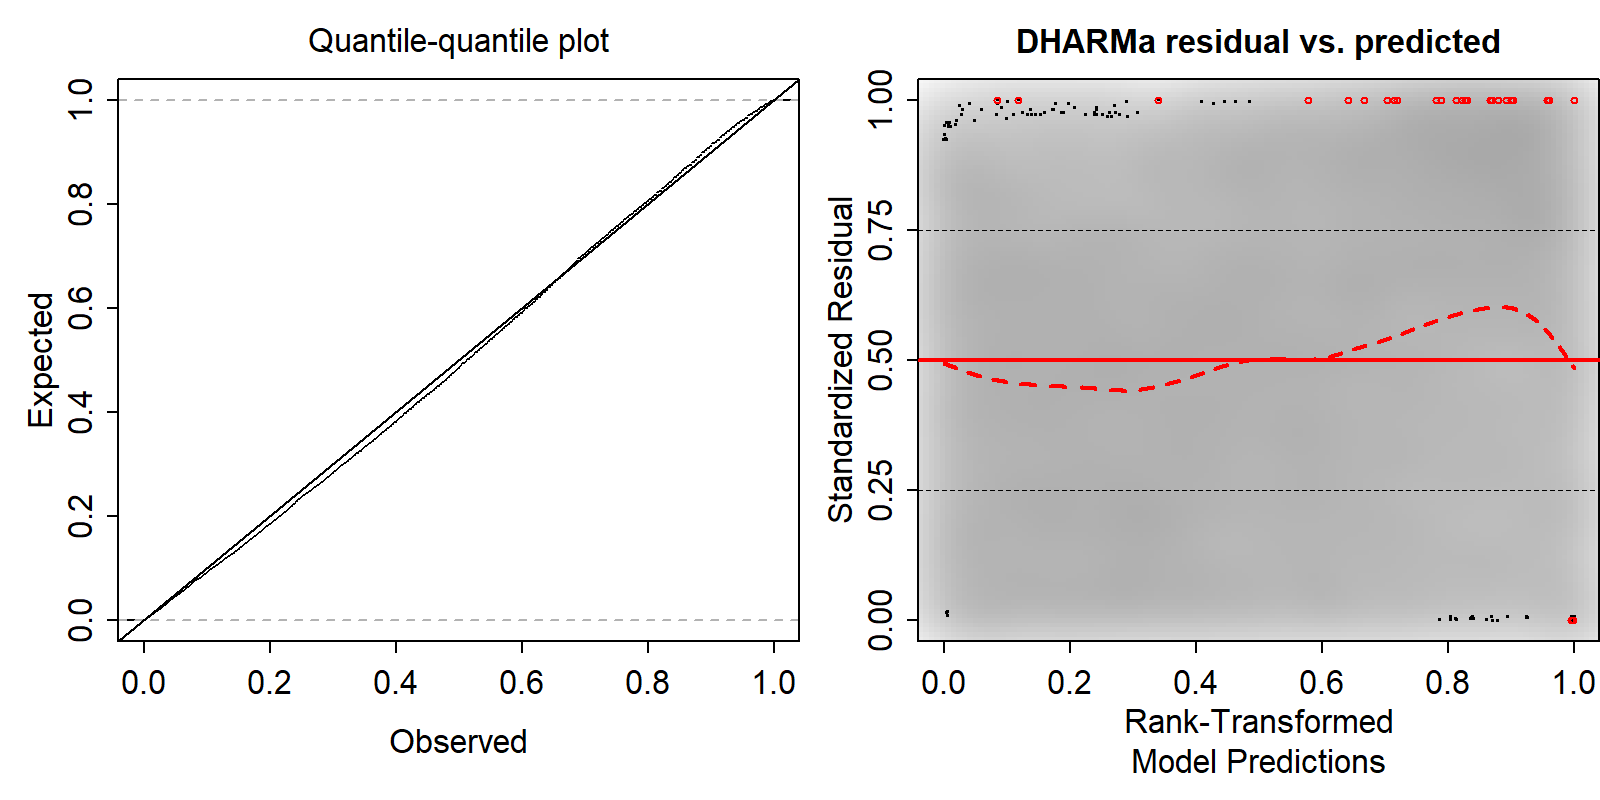 Quantile-quantile plot
Expected
0.0 0.2 0.4 0.6 0.8 1.0
0.0 0.2 0.4 0.6 0.8 1.0
Observed
DHARMa residual vs. predicted
Standardized Residual
0.00 0.25 0.50 0.75 1.00
0.0 0.2 0.4 0.6 0.8 1.0
Rank-Transformed
Model Predictions